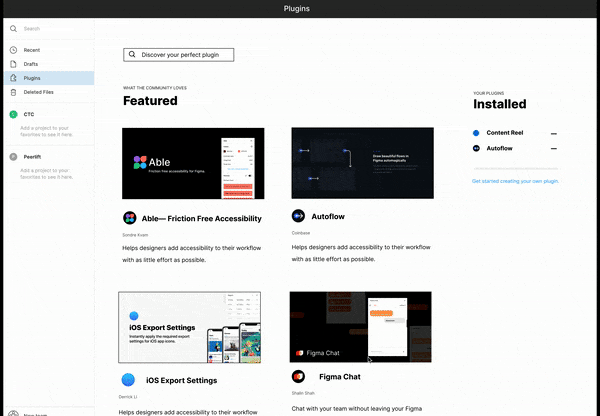 Plugins
Search
Recent
Drafts
Plugins
Deleted Files
CTC
Add a project to your
favorites to see it here.
Pearlift
Add a project to your
favorites to see it here.
Discover your perfect plugin
WHAT THE COMMUNITY LOVES
Featured
Able
Friction free accessibility for Figma.
Able— Friction Free Accessibility
Sondre Kvam
Helps designers add accessibility to their workflow
with as little effort as possible.
Draw beautiful flows in
Figma automagically
Autoflow
Coinbase
Helps designers add accessibility to their workflow
with as little effort as possible.
iOS Export Settings
Instantly apply the required export
settings for iOS app icons.
iOS Export Settings
Derrick Li
Helps designers add accessibility to their workflow
Figma Chat
Figma Chat
Shalin Shah
Chat with your team without leaving your Figma
YOUR PLUGINS
Installed
Content Reel
Autoflow
Get started creating your own plugin.
New team